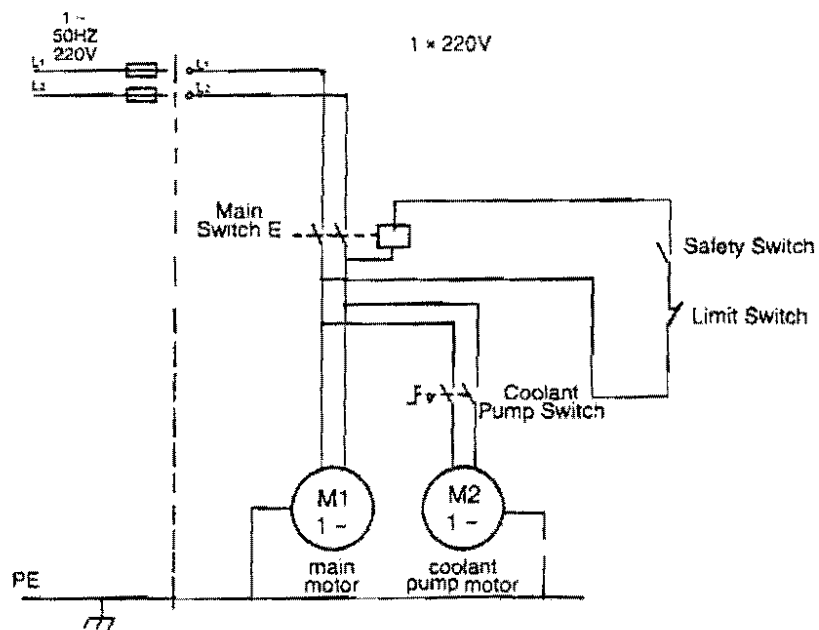 1 ~
50HZ
220V
1 × 220V
L1
L1
L2
L2
Main
Switch E
Safety Switch
Limit Switch
Coolant
Pump Switch
M1
1 ~
M2
1 ~
main
motor
coolant
pump motor
PE